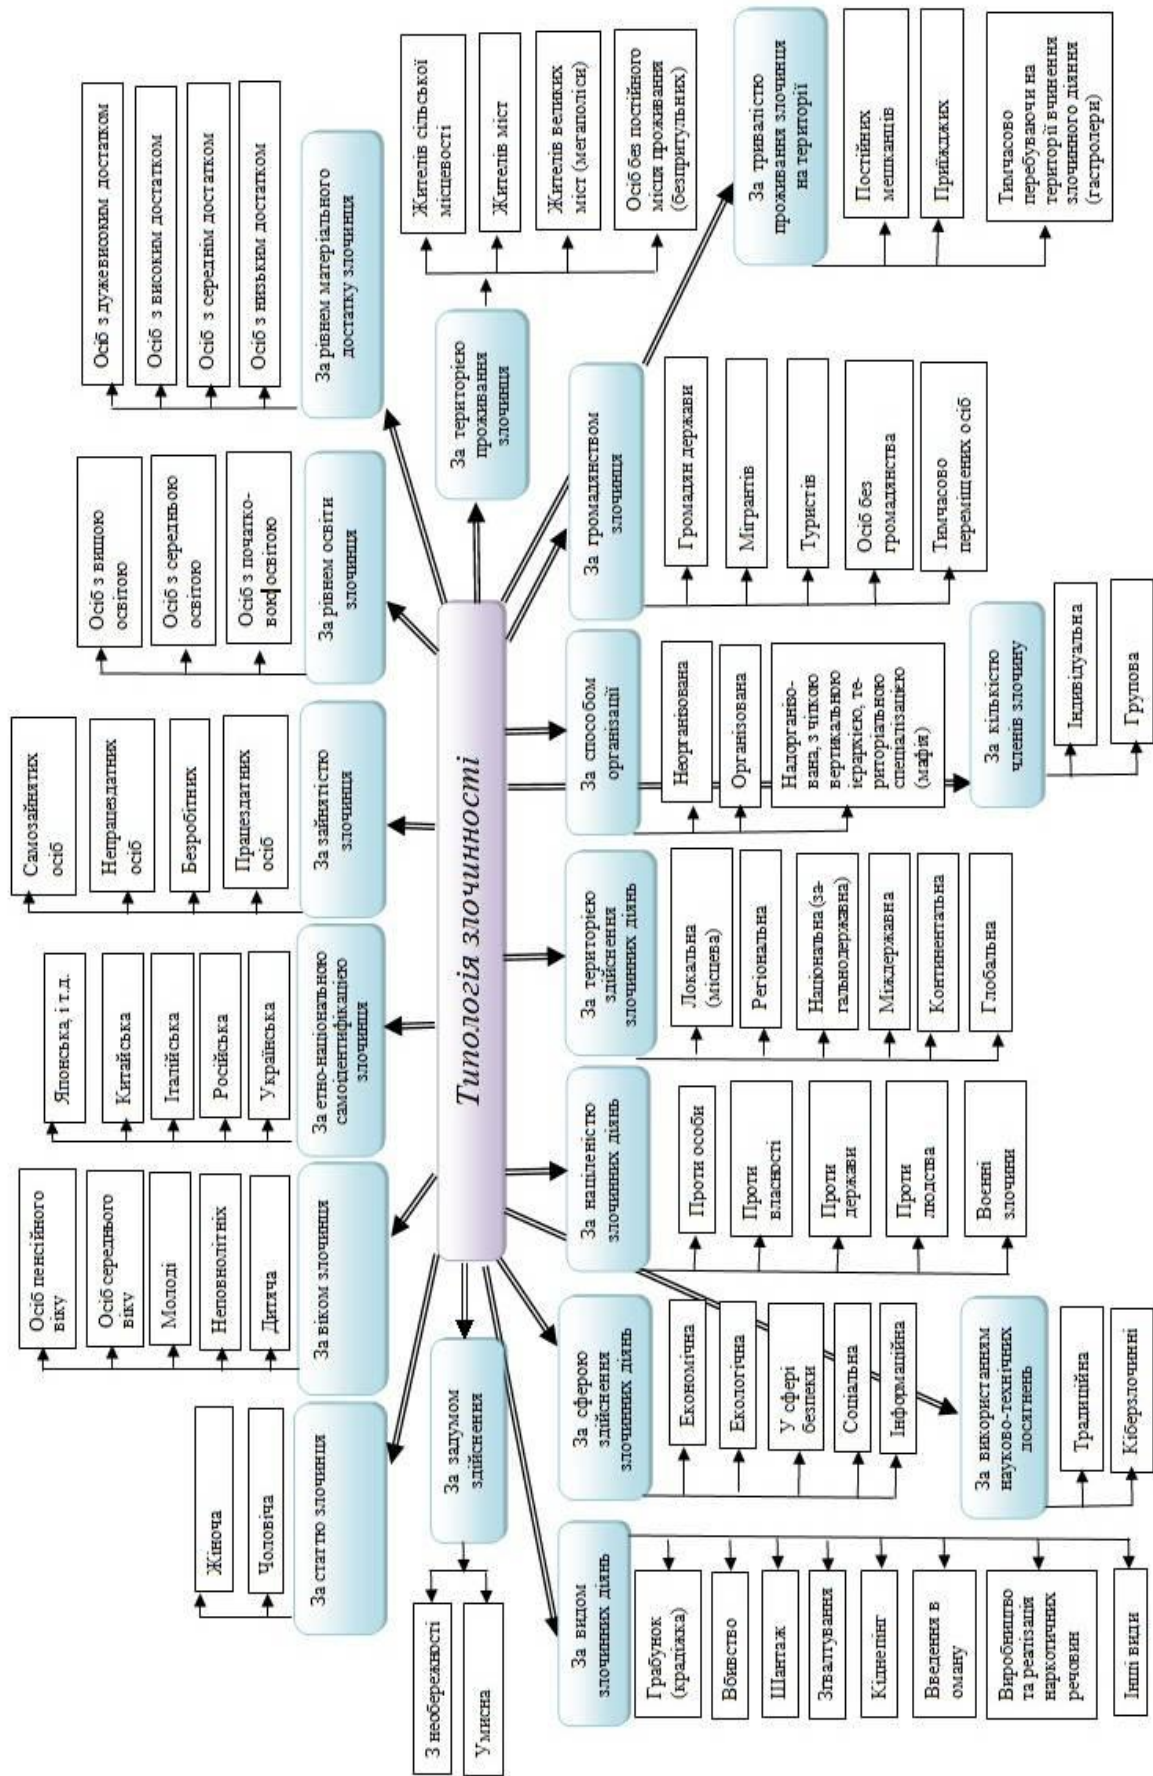 Типологія злочинності
За статтю злочинця
Жіноча
Чоловіча
За віком злочинця
Осіб пенсійного
віку
Осіб середнього
віку
Молоді
Неповнолітніх
Дитяча
За етно-національною
самоідентифікацією
злочинця
Японська, і т.д.
Китайська
Італійська
Російська
Українська
За зайнятістю
злочинця
Самозайнятих
осіб
Непрацездатних
осіб
Безробітних
Працездатних
осіб
За рівнем освіти
злочинця
Осіб з вищою
освітою
Осіб з середньою
освітою
Осіб з початко-
вою освітою
За рівнем матеріального
достатку злочинця
Осіб з дужевисоким достатком
Осіб з високим достатком
Осіб з середнім достатком
Осіб з низьким достатком
За задумом
здійснення
З необережності
Умисна
За територією
проживання
злочинця
Жителів сільської
місцевості
Жителів міст
Жителів великих
міст (мегаполіси)
Осіб без постійного
місця проживання
(безпритульних)
За видом
злочинних діянь
Грабунок
(крадіжка)
Вбивство
Шантаж
Зґвалтування
Кіднепінг
Введення в
оману
Виробництво
та реалізація
наркотичних
речовин
Інші види
За сферою
здійснення
злочинних діянь
Економічна
Екологічна
У сфері
безпеки
Соціальна
Інформаційна
За використанням
науково-технічних
досягнень
Традиційна
Кіберзлочинні
За націленістю
злочинних діянь
Проти особи
Проти
власності
Проти
держави
Проти
людства
Воєнні
злочини
За територією
здійснення
злочинних діянь
Локальна
(місцева)
Регіональна
Національна (за-
гальнодержавна)
Міждержавна
Континентальна
Глобальна
За способом
організації
Неорганізована
Організована
Надорганізо-
вана, з чіткою
вертикального
ієрархією, те-
риторіального
спеціалізацією
(мафія)
За кількістю
членів злочину
Індивідуальна
Групова
За громадянством
злочинця
Громадян держави
Мігрантів
Туристів
Осіб без
громадянства
Тимчасово
переміщених осіб
За тривалістю
проживання злочинця
на території
Постійних
мешканців
Приїжджих
Тимчасово
перебуваючи на
території вчинення
злочинного діяння
(гастролери)